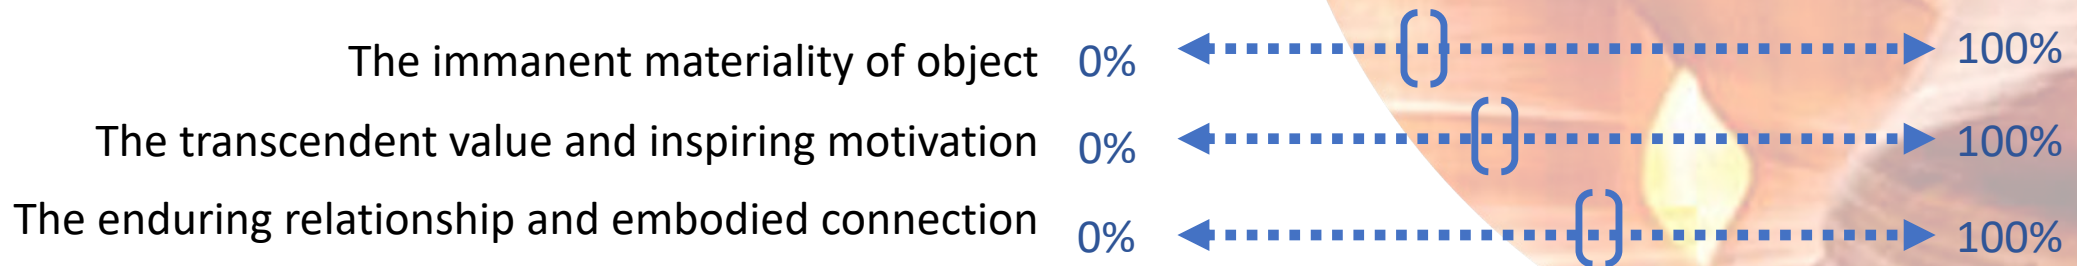 The immanent materiality of object 0% 100%
The transcendent value and inspiring motivation 0% 100%
The enduring relationship and embodied connection 0% 100%